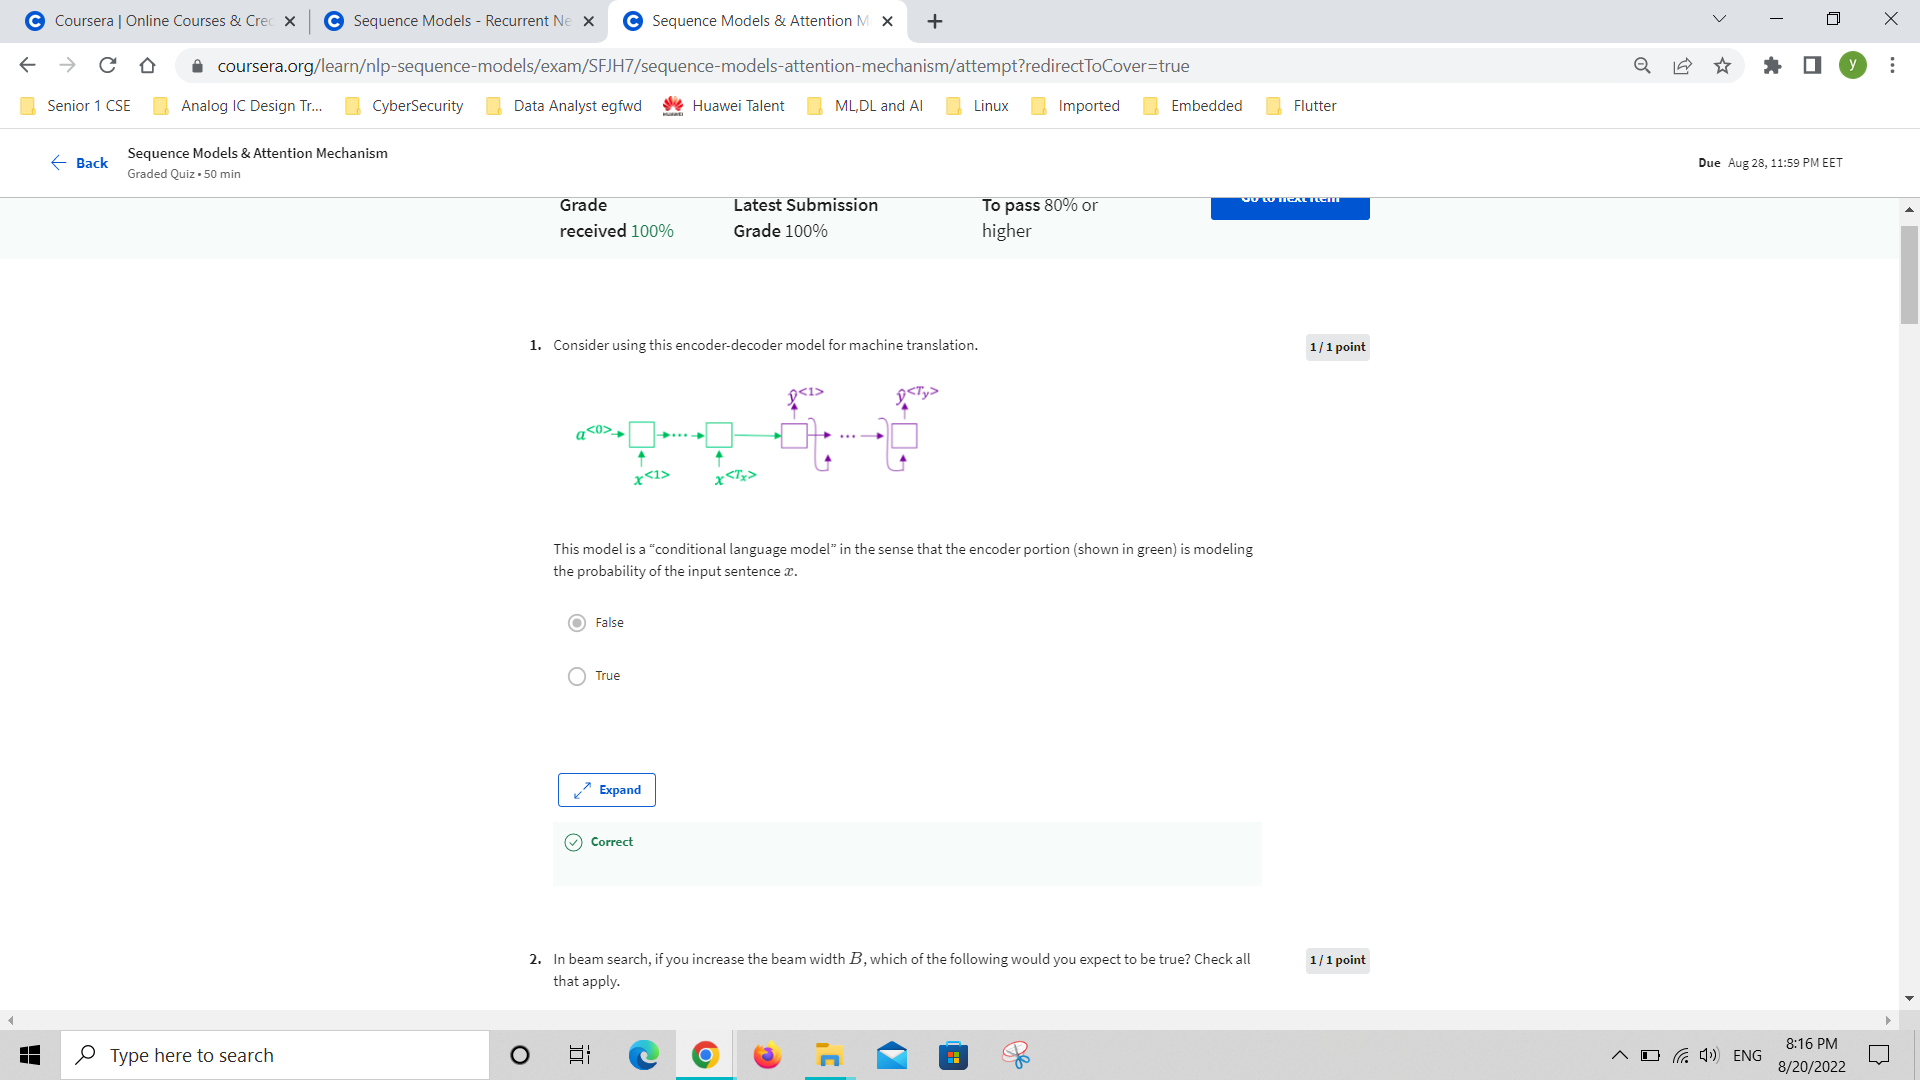 Coursera | Online Courses & Cre
Sequence Models - Recurrent Ne
Sequence Models & Attention M
coursera.org/learn/nlp-sequence-models/exam/SFJH7/sequence-models-attention-mechanism/attempt?redirectToCover=true
y
Senior 1 CSE
Analog IC Design Tr...
CyberSecurity
Data Analyst egfwd
Huawei Talent
ML,DL and AI
Linux
Imported
Embedded
Flutter
Back
Sequence Models & Attention Mechanism
Graded Quiz • 50 min
Due Aug 28, 11:59 PM EET
Grade received 100%
Latest Submission Grade 100%
To pass 80% or higher
Go to next item
1. Consider using this encoder-decoder model for machine translation.
1 / 1 point
ŷ<1>
ŷ<Ty>
a<0>
...
...
x<1>
x<Tx>
This model is a “conditional language model” in the sense that the encoder portion (shown in green) is modeling
the probability of the input sentence x.
False
True
Expand
Correct
2. In beam search, if you increase the beam width B, which of the following would you expect to be true? Check all
that apply.
1 / 1 point
Type here to search
ENG
8:16 PM
8/20/2022